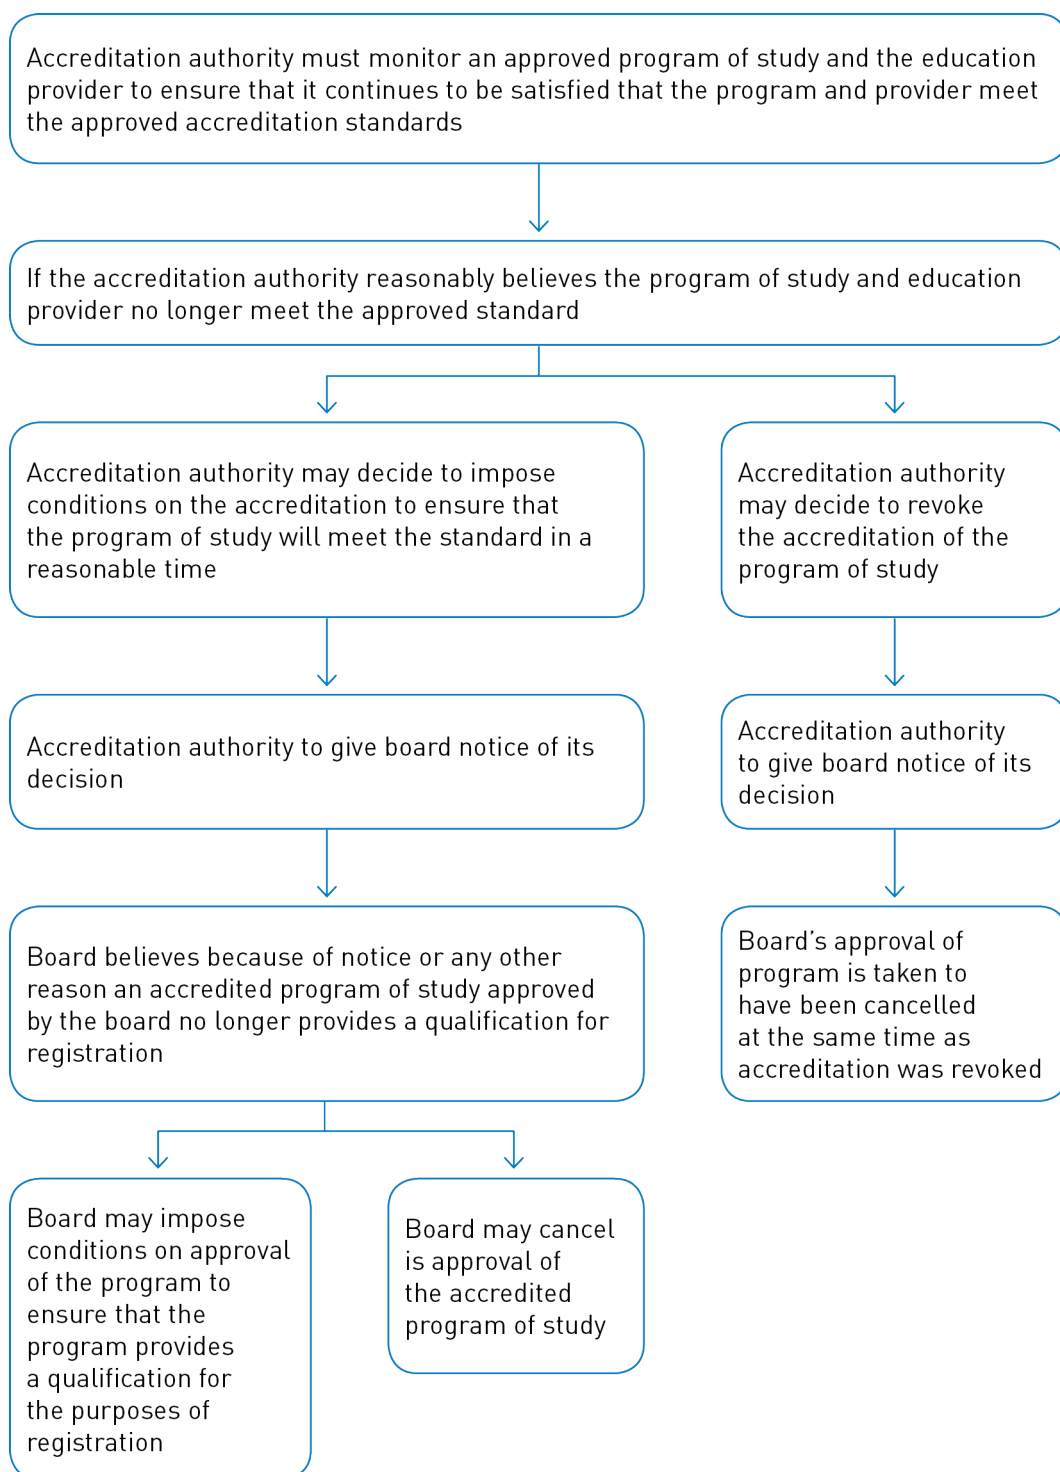 Accreditation authority must monitor an approved program of study and the education
provider to ensure that it continues to be satisfied that the program and provider meet
the approved accreditation standards
If the accreditation authority reasonably believes the program of study and education
provider no longer meet the approved standard
Accreditation authority may decide to impose
conditions on the accreditation to ensure that
the program of study will meet the standard in a
reasonable time
Accreditation authority
may decide to revoke
the accreditation of the
program of study
Accreditation authority to give board notice of its
decision
Accreditation authority
to give board notice of its
decision
Board believes because of notice or any other
reason an accredited program of study approved
by the board no longer provides a qualification for
registration
Board’s approval of
program is taken to
have been cancelled
at the same time as
accreditation was revoked
Board may impose
conditions on approval
of the program to
ensure that the
program provides
a qualification for
the purposes of
registration
Board may cancel
is approval of
the accredited
program of study